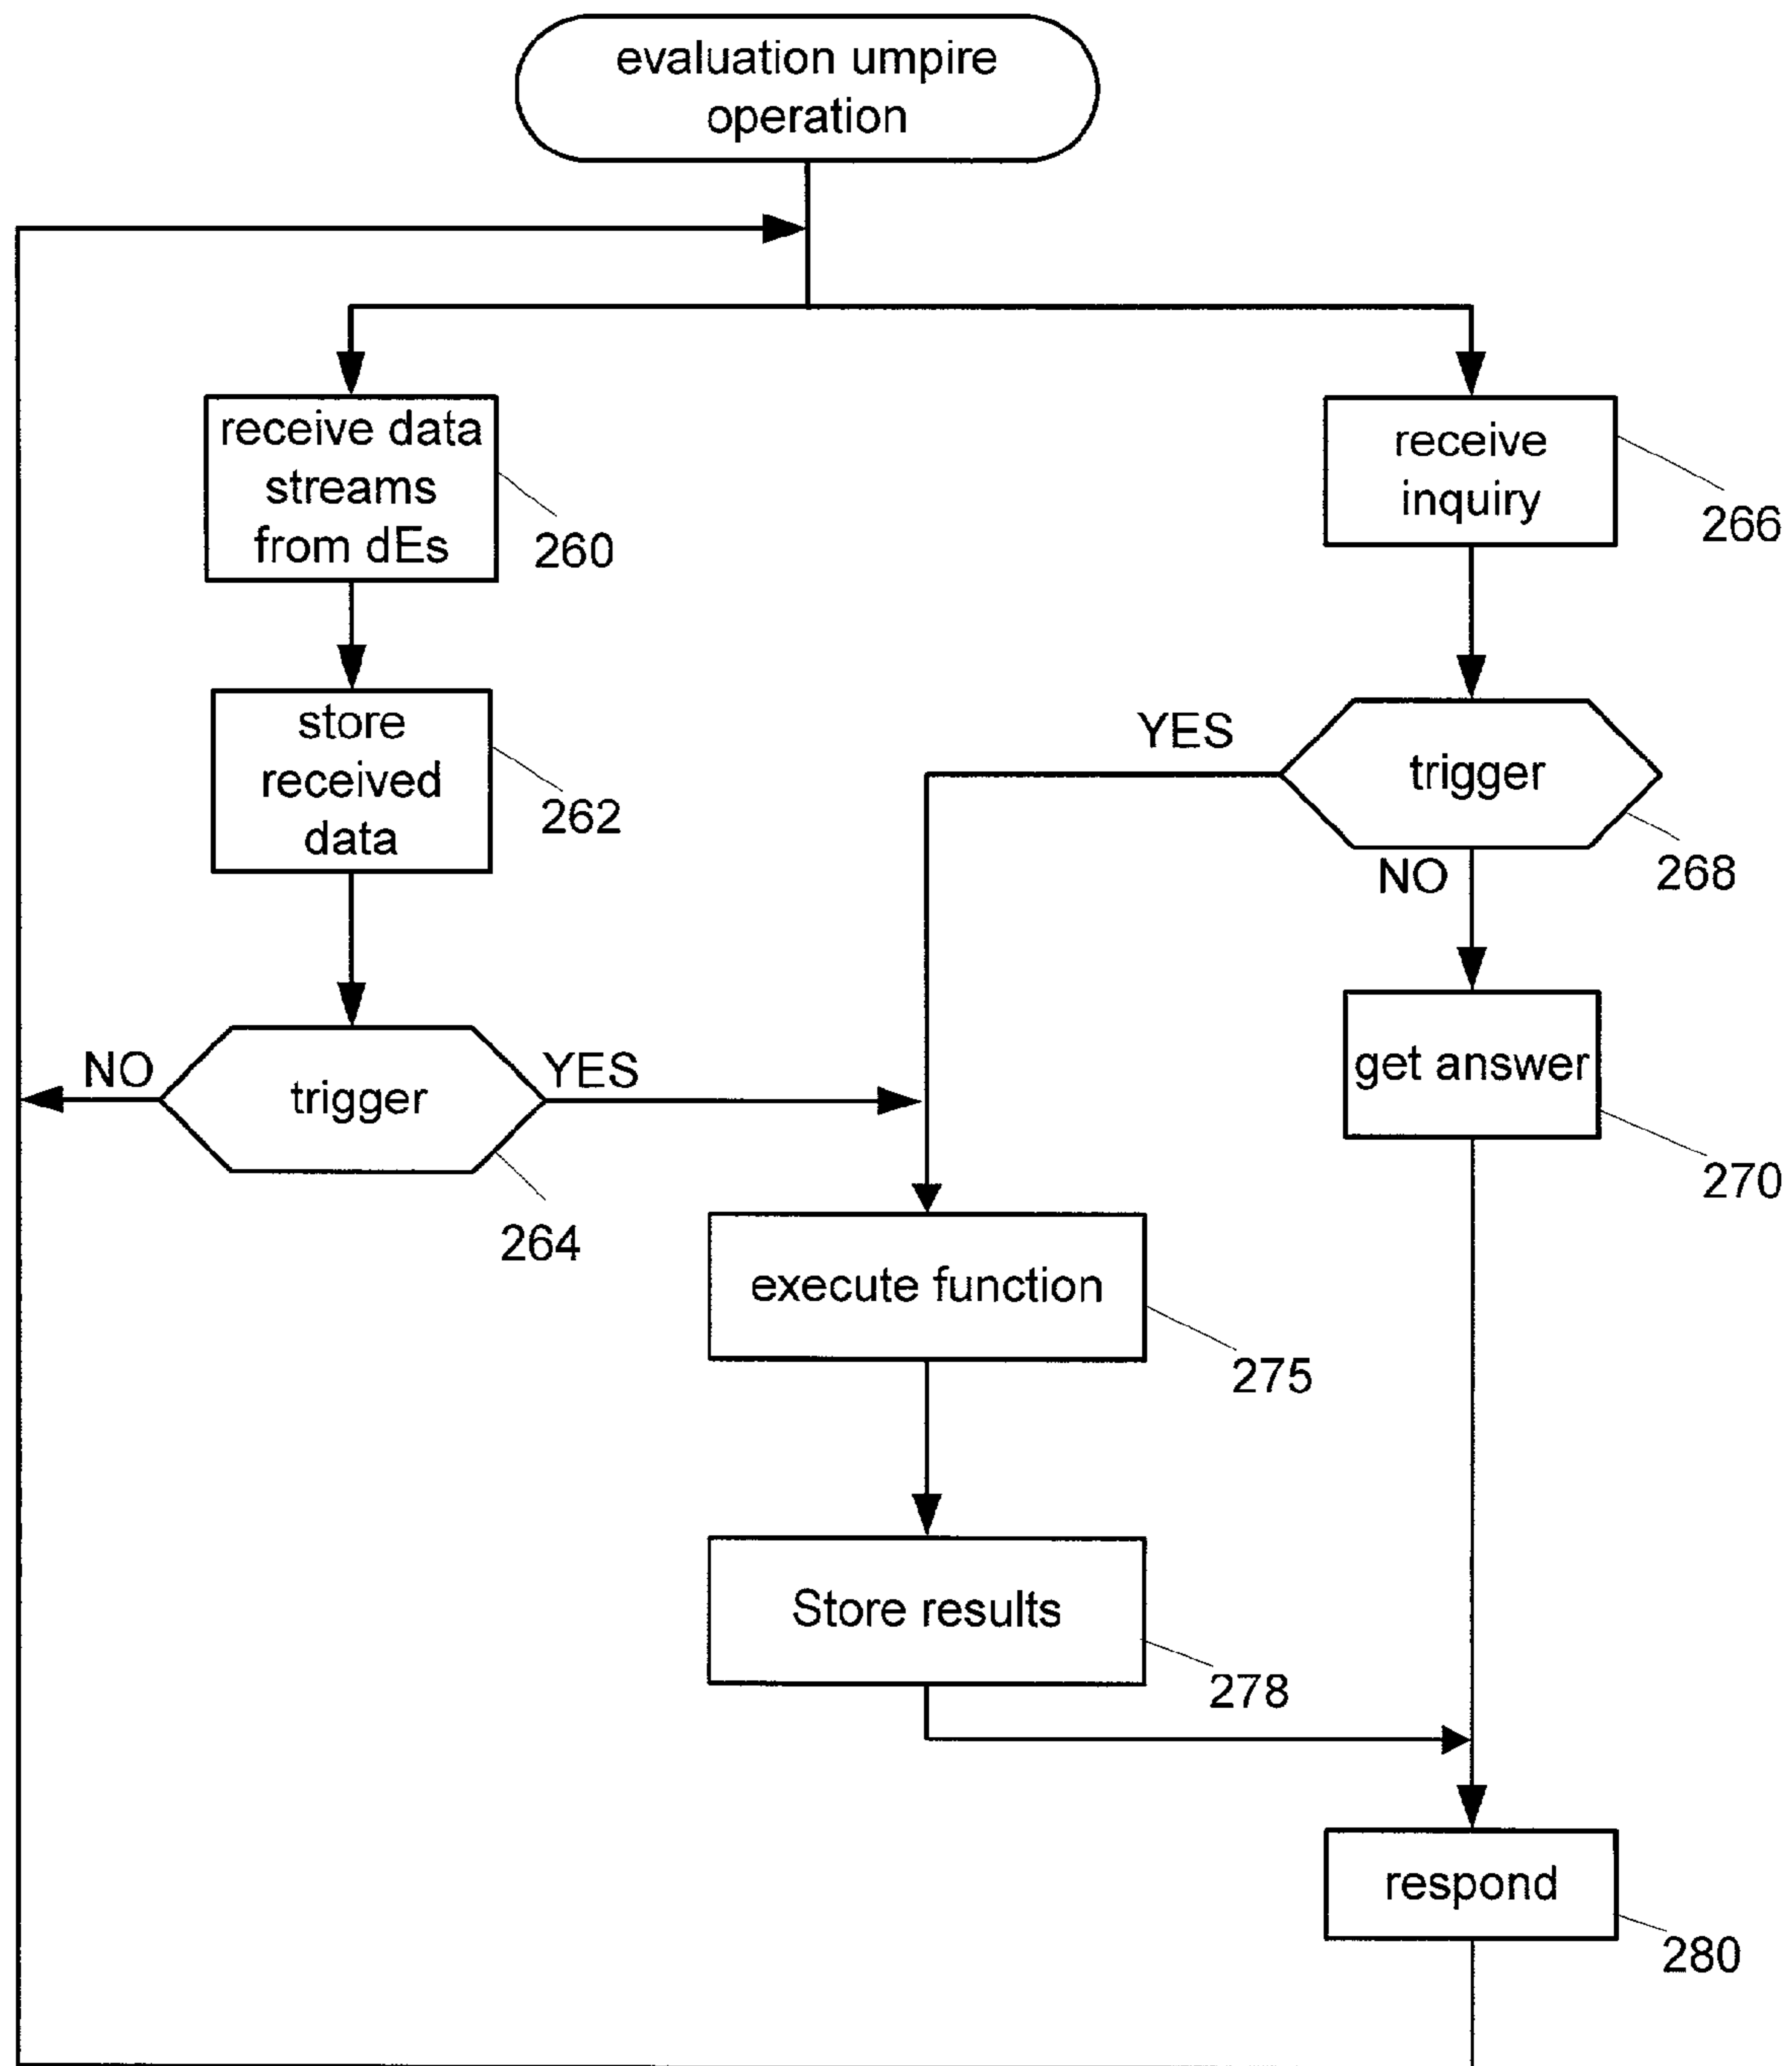 evaluation umpire
operation
receive data
streams
from dEs
260
receive
inquiry
266
store
received
data
262
YES
trigger
268
NO
NO
trigger
YES
264
get answer
270
execute function
275
Store results
278
respond
280